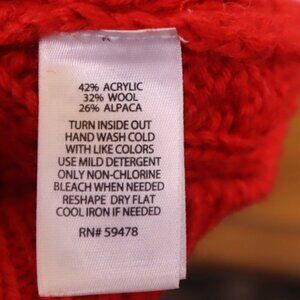 42% ACRYLIC
32% WOOL
26% ALPACA
TURN INSIDE OUT
HAND WASH COLD
WITH LIKE COLORS
USE MILD DETERGENT
ONLY NON-CHLORINE
BLEACH WHEN NEEDED
RESHAPE DRY FLAT
COOL IRON IF NEEDED
RN# 59478